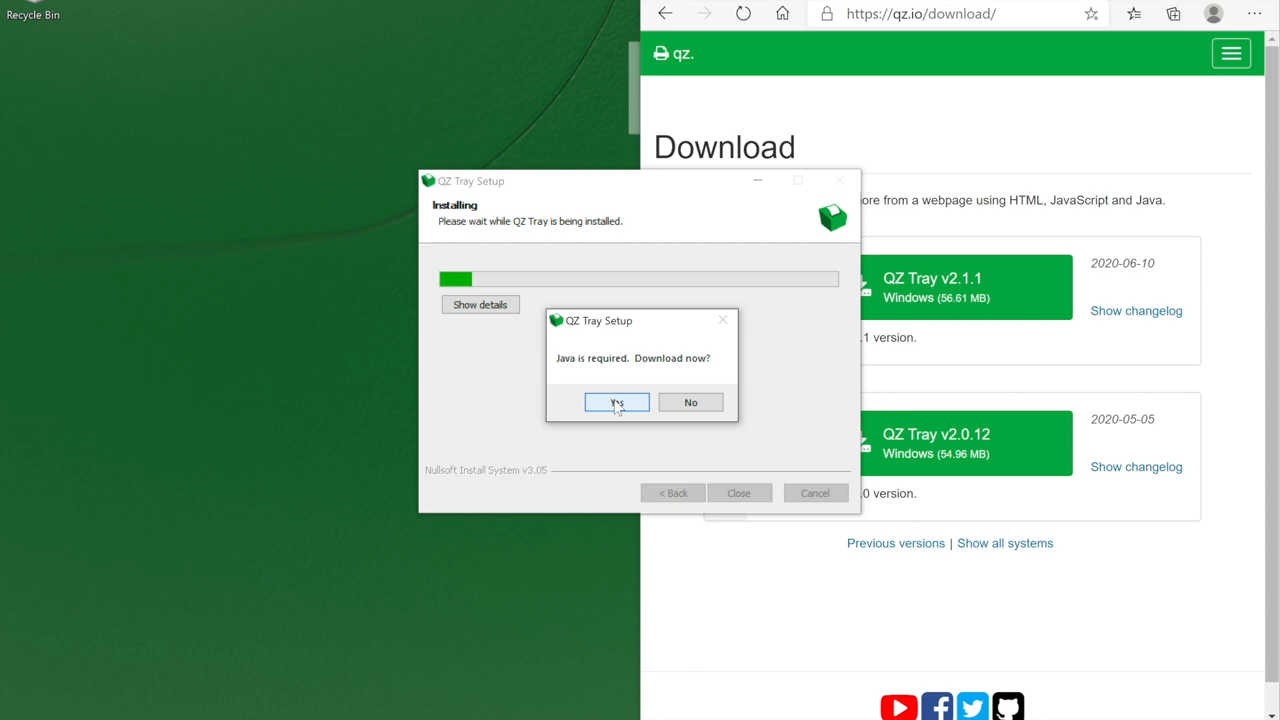 Recycle Bin
https://qz.io/download/
qz.
Download
ore from a webpage using HTML, JavaScript and Java.
QZ Tray v2.1.1
Windows (56.61 MB)
2020-06-10
Show changelog
.1 version.
QZ Tray v2.0.12
Windows (54.96 MB)
2020-05-05
Show changelog
.0 version.
Previous versions | Show all systems
QZ Tray Setup
Installing
Please wait while QZ Tray is being installed.
Show details
QZ Tray Setup
Java is required. Download now?
Yes
No
Nullsoft Install System v3.05
< Back
Close
Cancel